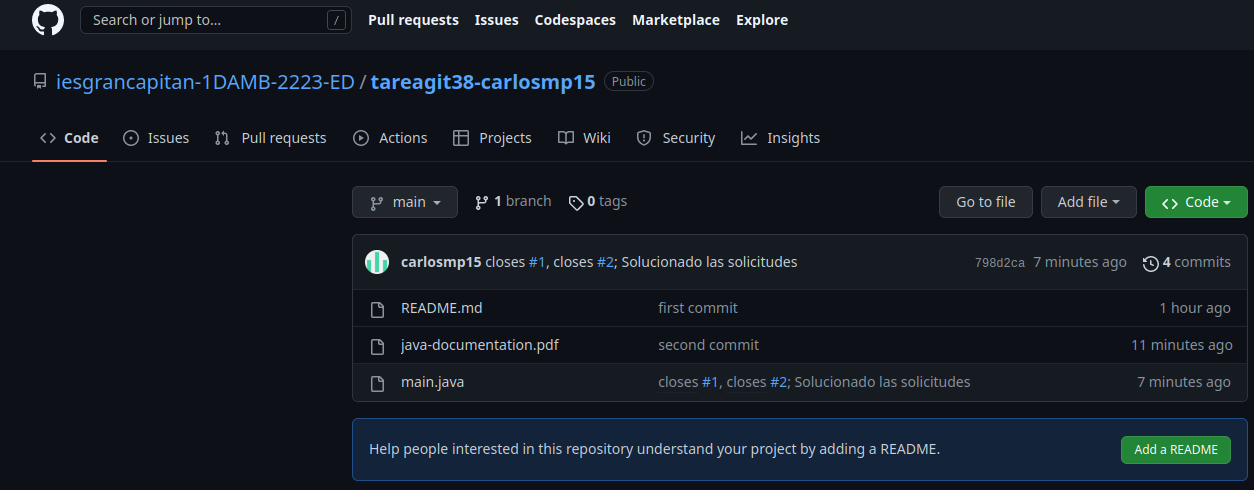 Search or jump to... / Pull requests Issues Codespaces Marketplace Explore
iesgrancapitan-1DAMB-2223-ED / tareagit38-carlosmp15 Public
Code Issues Pull requests Actions Projects Wiki Security Insights
main 1 branch 0 tags Go to file Add file Code
carlosmp15 closes #1, closes #2; Solucionado las solicitudes 798d2ca 7 minutes ago 4 commits
README.md first commit 1 hour ago
java-documentation.pdf second commit 11 minutes ago
main.java closes #1, closes #2; Solucionado las solicitudes 7 minutes ago
Help people interested in this repository understand your project by adding a README. Add a README